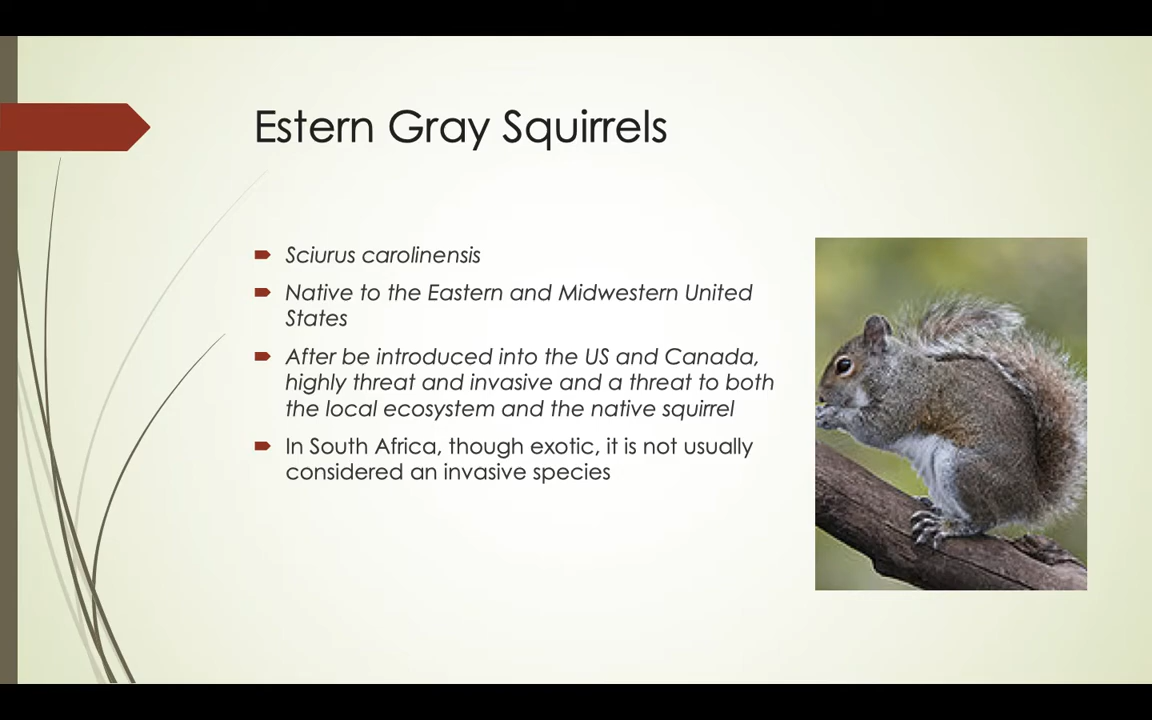 Estern Gray Squirrels
Sciurus carolinensis
Native to the Eastern and Midwestern United
States
After be introduced into the US and Canada,
highly threat and invasive and a threat to both
the local ecosystem and the native squirrel
In South Africa, though exotic, it is not usually
considered an invasive species